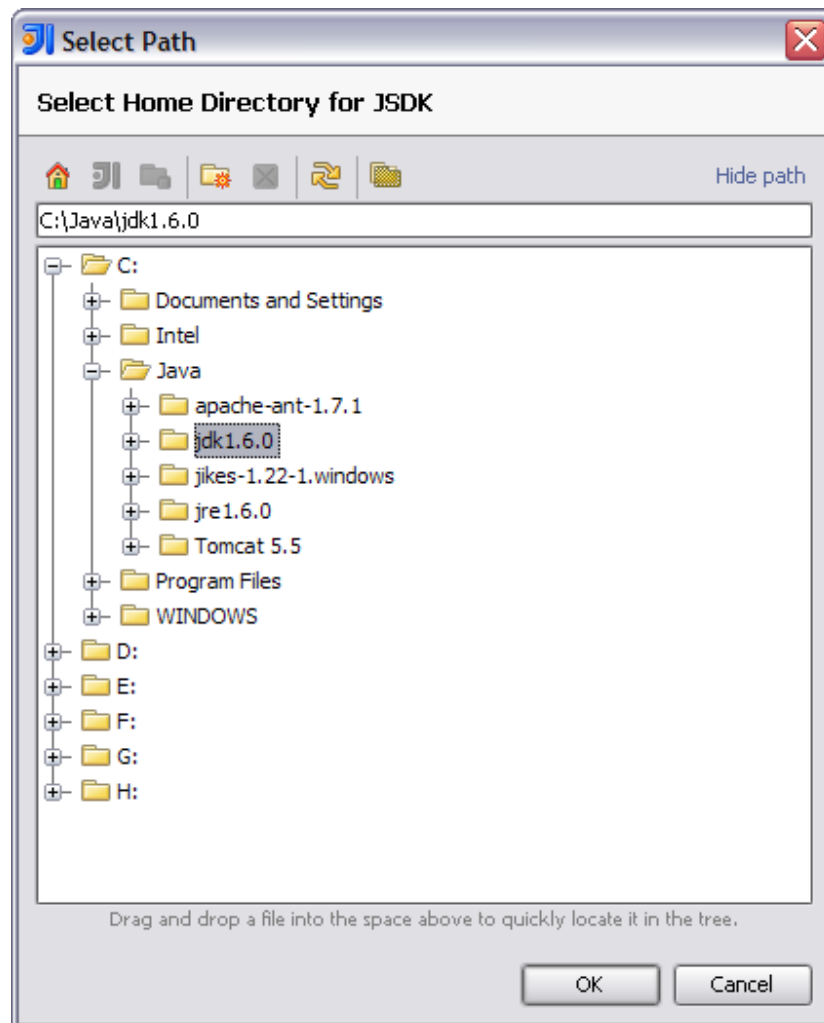 Select Path
Select Home Directory for JSDK
Hide path
C:\Java\jdk1.6.0
C:
Documents and Settings
Intel
Java
apache-ant-1.7.1
jdk1.6.0
jikes-1.22-1.windows
jre1.6.0
Tomcat 5.5
Program Files
WINDOWS
D:
E:
F:
G:
H:
Drag and drop a file into the space above to quickly locate it in the tree.
OK Cancel